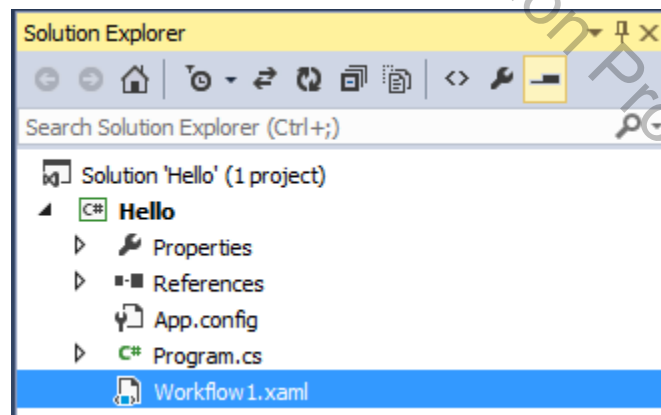 Solution Explorer
Search Solution Explorer (Ctrl+;)
Solution 'Hello' (1 project)
C# Hello
Properties
References
App.config
C# Program.cs
Workflow1.xaml